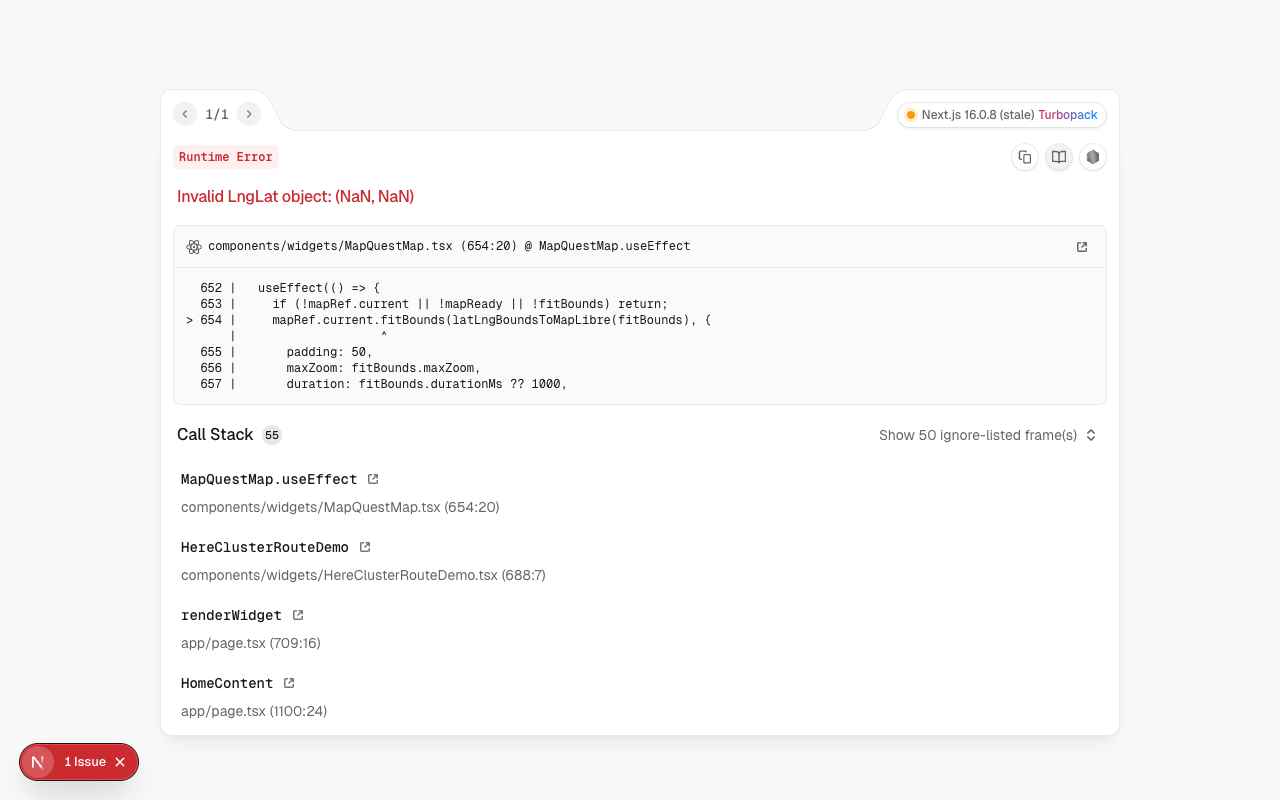 1/1
Next.js 16.0.8 (stale) Turbopack
Runtime Error
Invalid LngLat object: (NaN, NaN)
components/widgets/MapQuestMap.tsx (654:20) @ MapQuestMap.useEffect
652 |   useEffect(() => {
653 |     if (!mapRef.current || !mapReady || !fitBounds) return;
> 654 |     mapRef.current.fitBounds(latLngBoundsToMapLibre(fitBounds), {
|                    ^
655 |       padding: 50,
656 |       maxZoom: fitBounds.maxZoom,
657 |       duration: fitBounds.durationMs ?? 1000,
Call Stack 55
Show 50 ignore-listed frame(s)
MapQuestMap.useEffect
components/widgets/MapQuestMap.tsx (654:20)
HereClusterRouteDemo
components/widgets/HereClusterRouteDemo.tsx (688:7)
renderWidget
app/page.tsx (709:16)
HomeContent
app/page.tsx (1100:24)
N 1 Issue